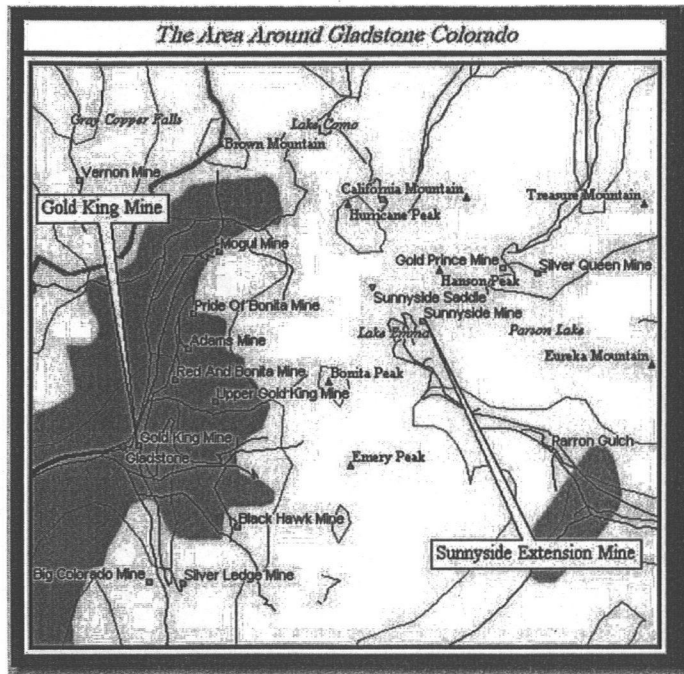 The Area Around Gladstone Colorado
Gray Copper Falls
Lake Como
Brown Mountain
Vernon Mine
California Mountain
Treasure Mountain
Gold King Mine
Hurricane Peak
Mogul Mine
Gold Prince Mine
Silver Queen Mine
Hanson Peak
Sunnyside Saddle
Pride Of Bonita Mine
Sunnyside Mine
Lake Emma
Parson Lake
Adams Mine
Eureka Mountain
Red And Bonita Mine
Bonita Peak
Upper Gold King Mine
Gold King Mine
Parron Gulch
Gladstone
Emery Peak
Black Hawk Mine
Sunnyside Extension Mine
Big Colorado Mine
Silver Ledge Mine